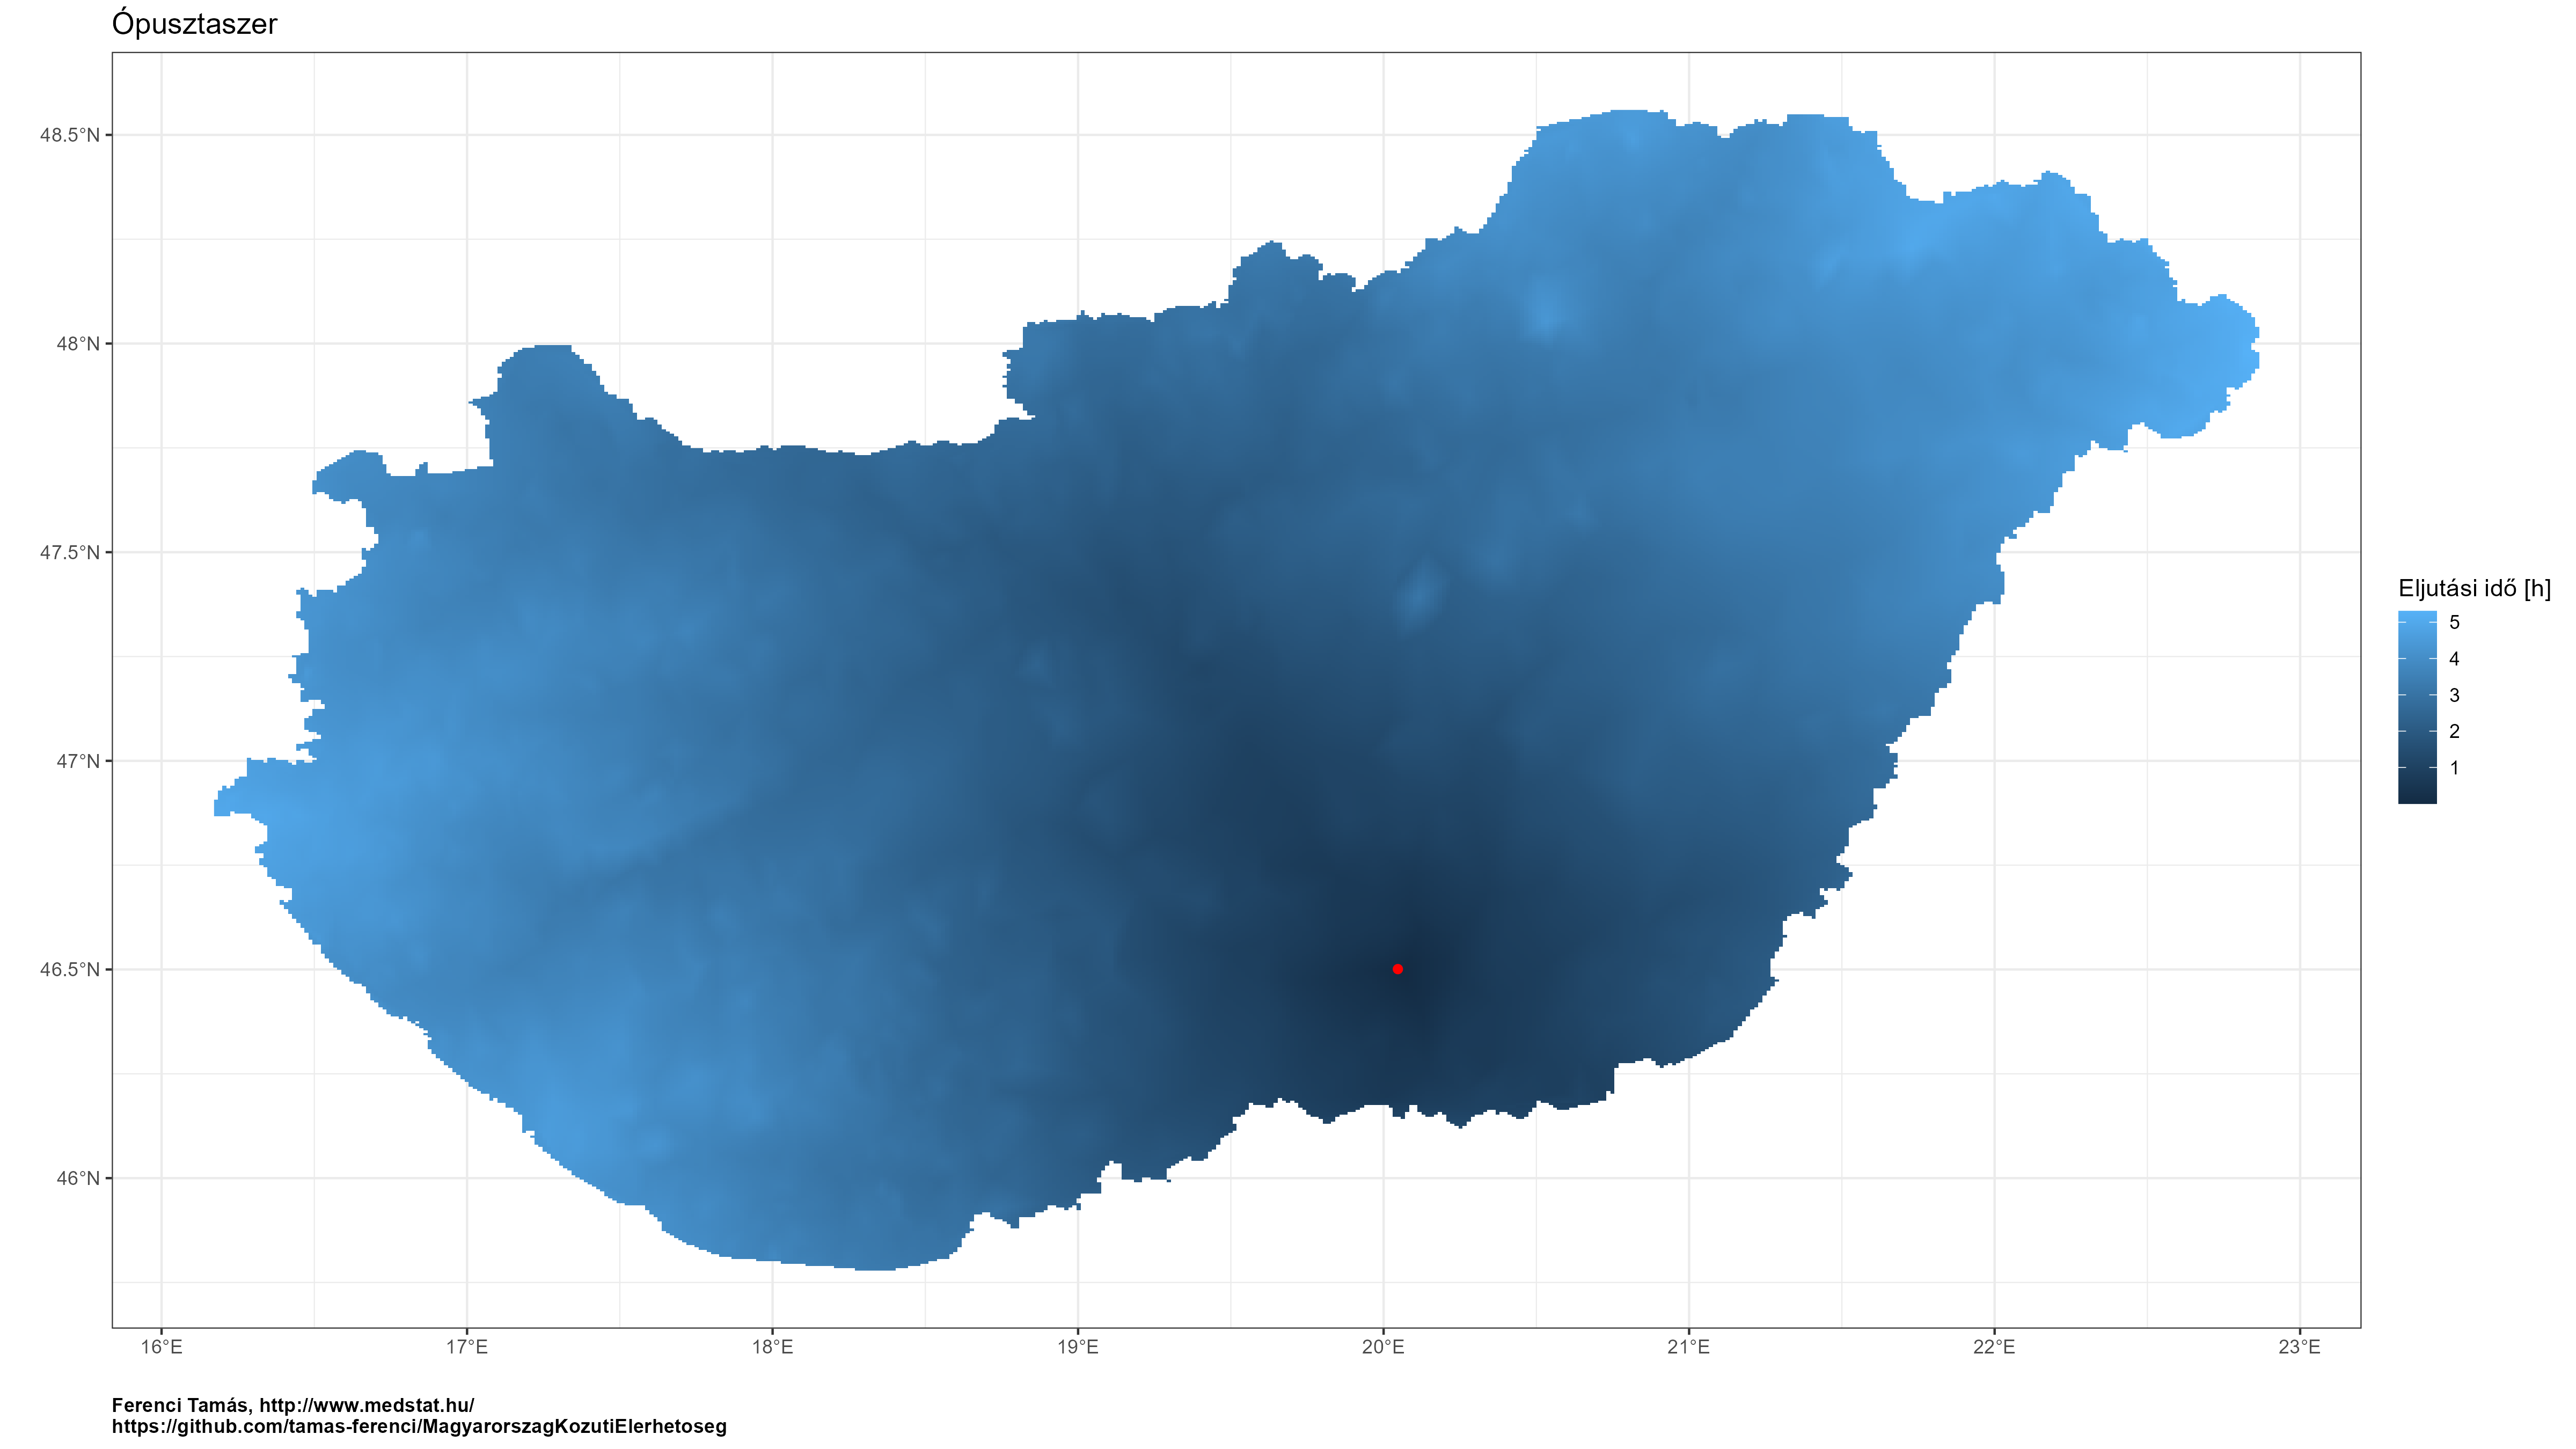 Ópusztaszer
48.5°N
48°N
47.5°N
47°N
46.5°N
46°N
16°E 17°E 18°E 19°E 20°E 21°E 22°E 23°E
Eljutási idő [h]
5
4
3
2
1
Ferenci Tamás, http://www.medstat.hu/
https://github.com/tamas-ferenci/MagyarorszagKozutiElerhetoseg